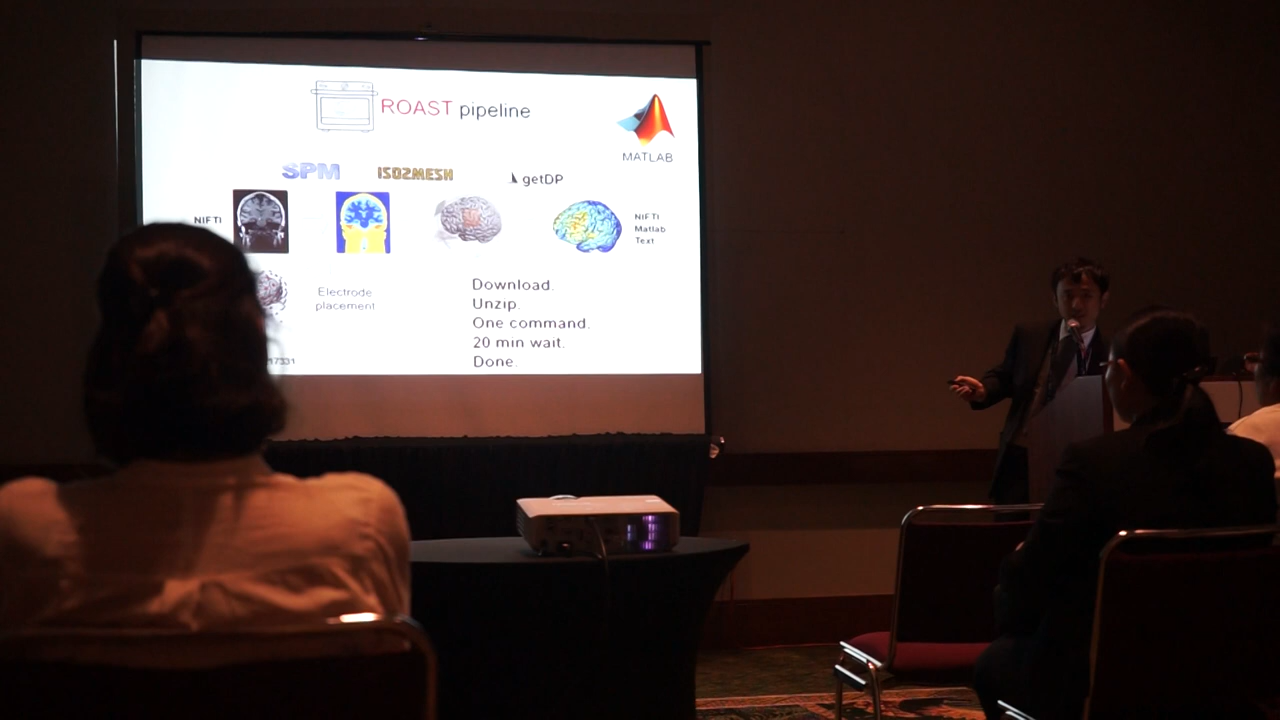 ROAST pipeline
MATLAB
SPM
ISO2MESH
getDP
NIFTI
NIFTI
Matlab
Text
Electrode
placement
Download.
Unzip.
One command.
20 min wait.
Done.
17331